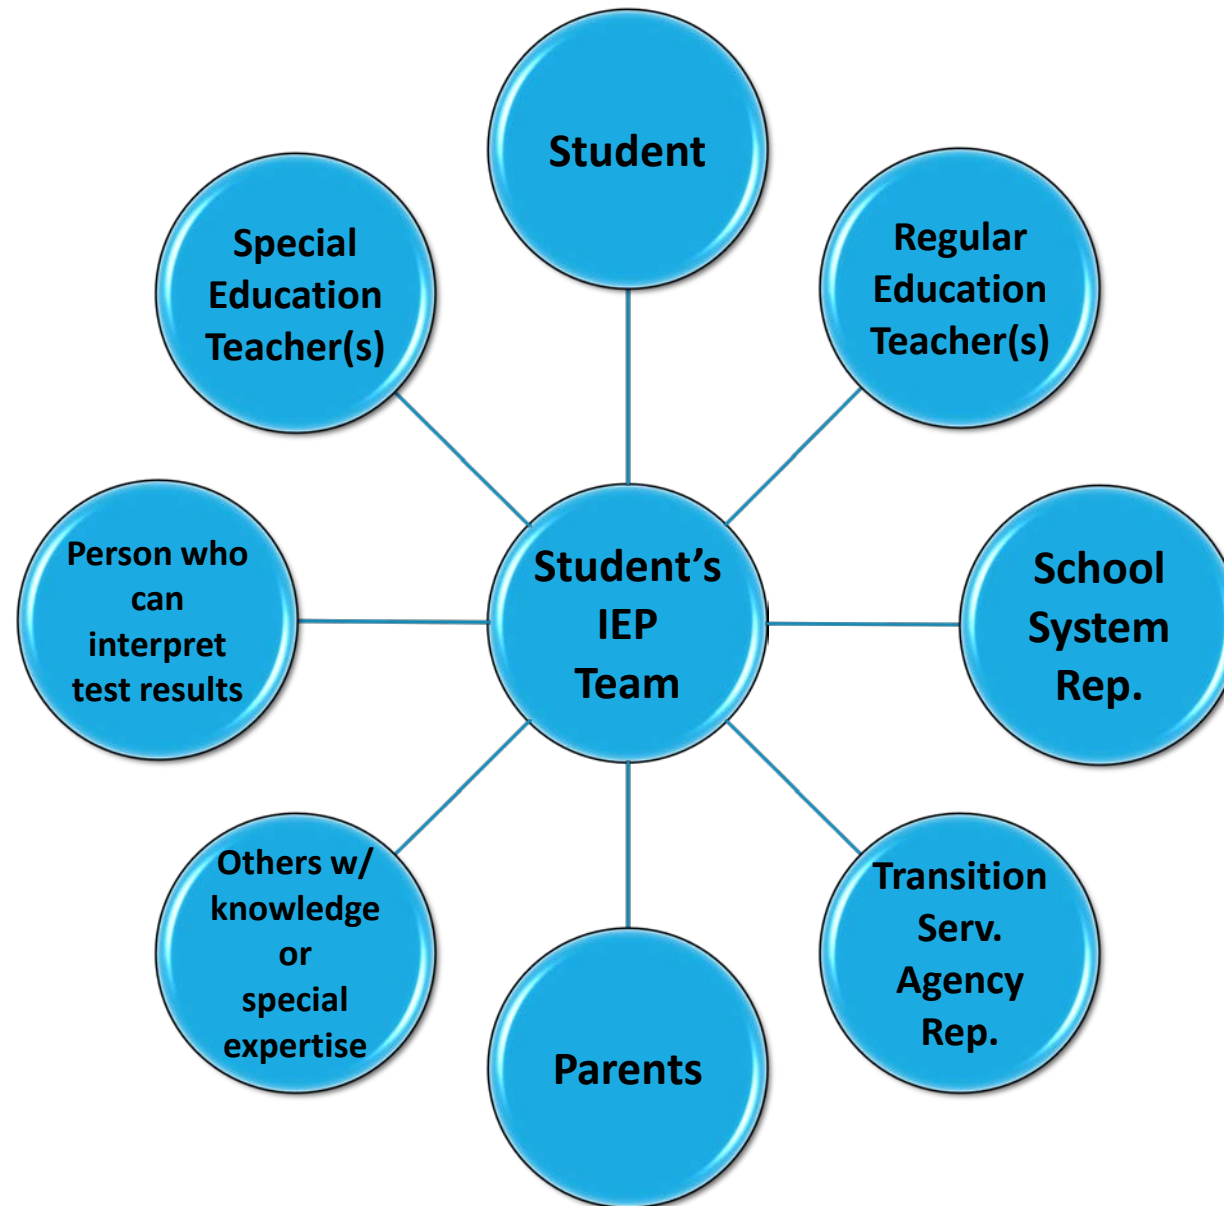 Student
Special
Education
Teacher(s)
Regular
Education
Teacher(s)
Person who
can
interpret
test results
Student’s
IEP
Team
School
System
Rep.
Others w/
knowledge
or
special
expertise
Transition
Serv.
Agency
Rep.
Parents